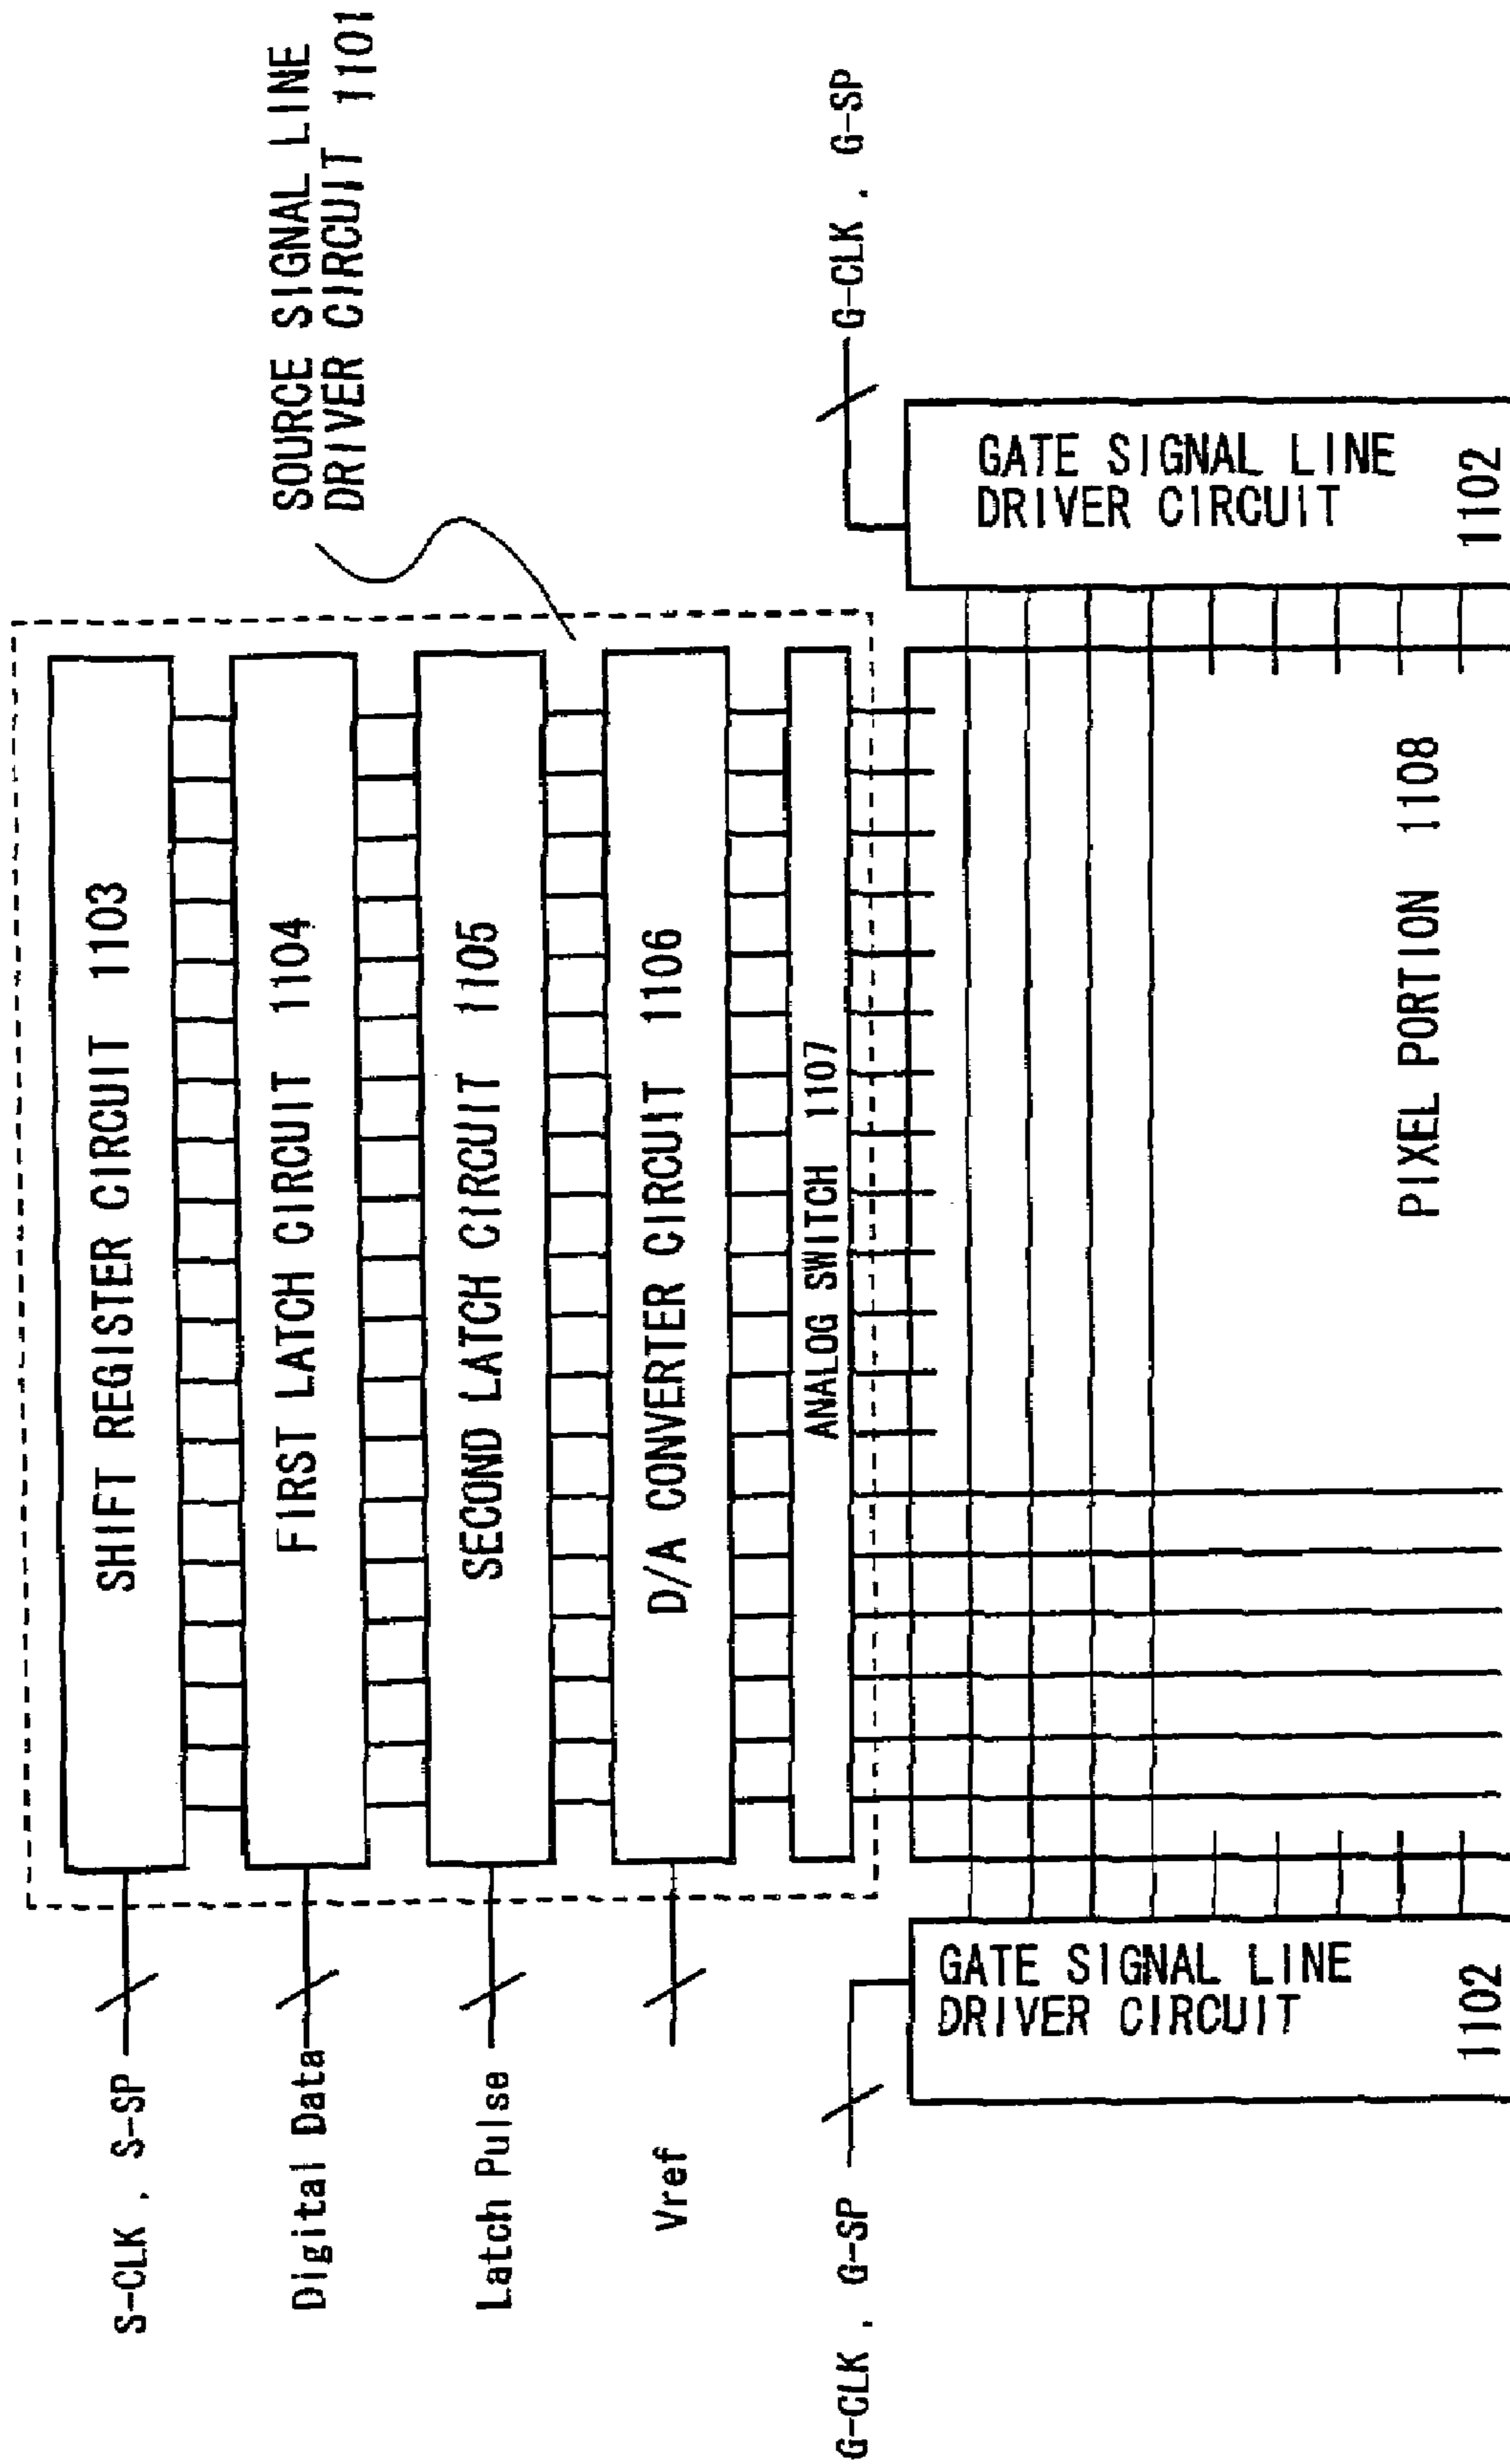 SOURCE SIGNAL LINE
DRIVER CIRCUIT 1101
S-CLK , S-SP
SHIFT REGISTER CIRCUIT 1103
Digital Data
FIRST LATCH CIRCUIT 1104
Latch Pulse
SECOND LATCH CIRCUIT 1105
Vref
D/A CONVERTER CIRCUIT 1106
ANALOG SWITCH 1107
G-CLK , G-SP
G-CLK . G-SP
GATE SIGNAL LINE
DRIVER CIRCUIT
1102
PIXEL PORTION 1108
GATE SIGNAL LINE
DRIVER CIRCUIT
1102